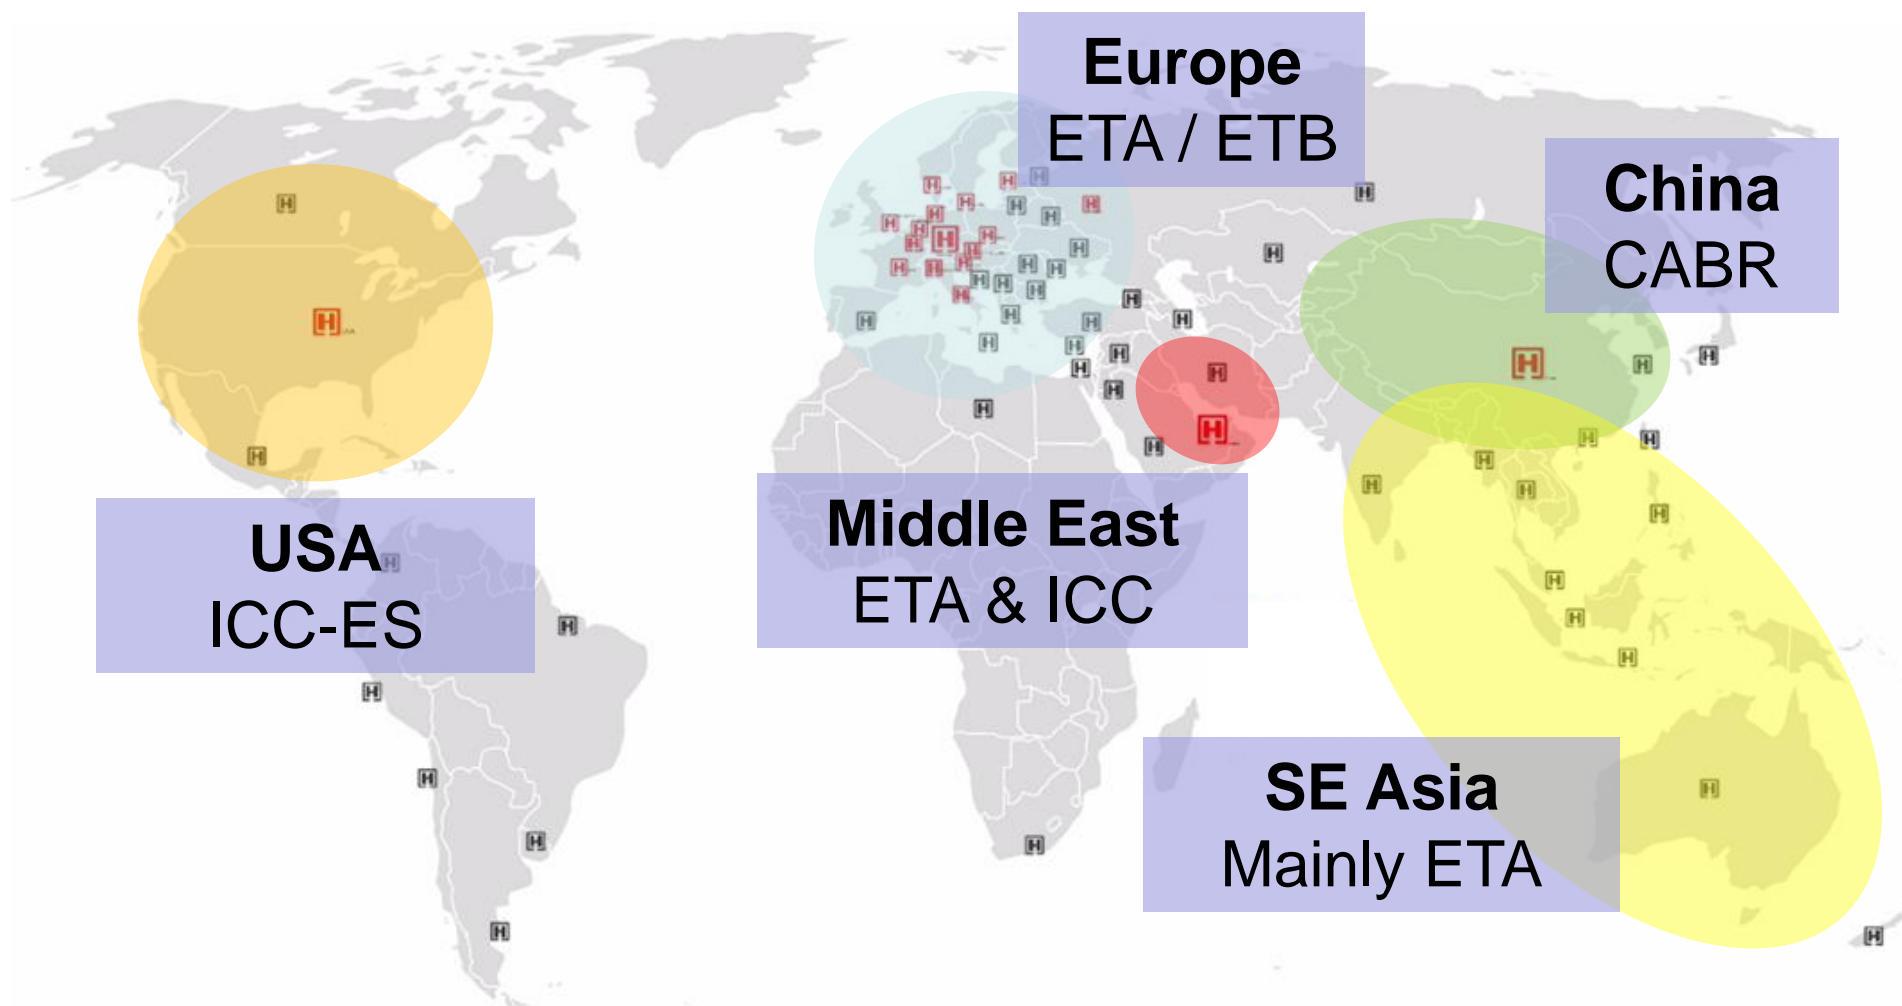 Europe
ETA / ETB
China
CABR
USA
ICC-ES
Middle East
ETA & ICC
SE Asia
Mainly ETA